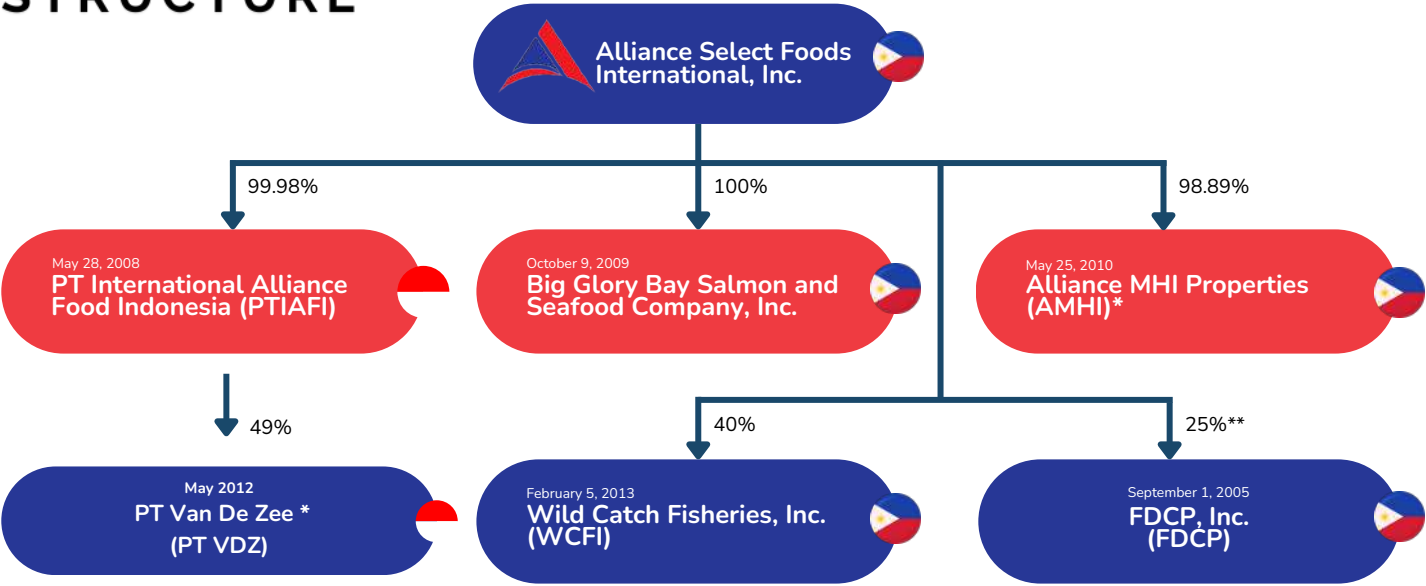 STRUCTURE
Alliance Select Foods
International, Inc.
99.98%
100%
98.89%
May 28, 2008
PT International Alliance
Food Indonesia (PTIAFI)
October 9, 2009
Big Glory Bay Salmon and
Seafood Company, Inc.
May 25, 2010
Alliance MHI Properties
(AMHI)*
49%
40%
25%**
May 2012
PT Van De Zee *
(PT VDZ)
February 5, 2013
Wild Catch Fisheries, Inc.
(WCFI)
September 1, 2005
FDCP, Inc.
(FDCP)